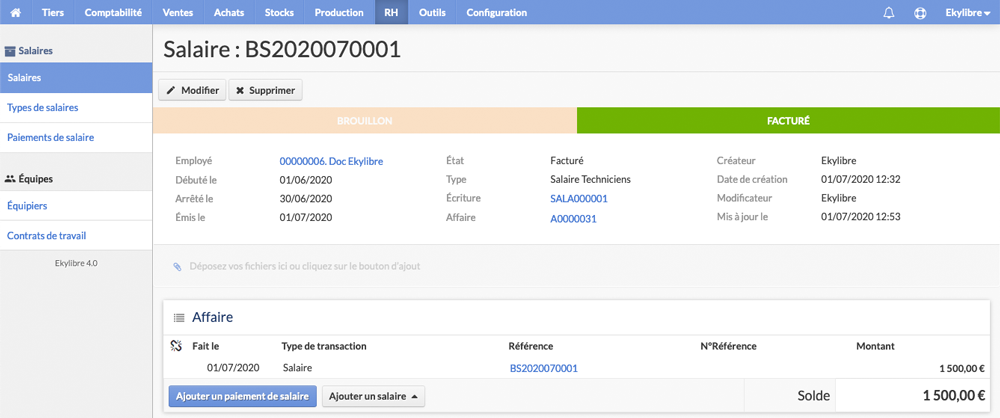 Tiers Comptabilité Ventes Achats Stocks Production RH Outils Configuration Ekylibre
Salaires
Salaires
Types de salaires
Paiements de salaire
Équipes
Équipiers
Contrats de travail
Ekylibre 4.0
Salaire : BS2020070001
Modifier Supprimer
BROUILLON FACTURÉ
Employé 00000006. Doc Ekylibre État Facturé Créateur Ekylibre
Débuté le 01/06/2020 Type Salaire Techniciens Date de création 01/07/2020 12:32
Arrêté le 30/06/2020 Écriture SALA000001 Modificateur Ekylibre
Émis le 01/07/2020 Affaire A0000031 Mis à jour le 01/07/2020 12:53
Déposez vos fichiers ici ou cliquez sur le bouton d'ajout
Affaire
Fait le Type de transaction Référence N°Référence Montant
01/07/2020 Salaire BS2020070001 1 500,00 €
Ajouter un paiement de salaire Ajouter un salaire Solde 1 500,00 €